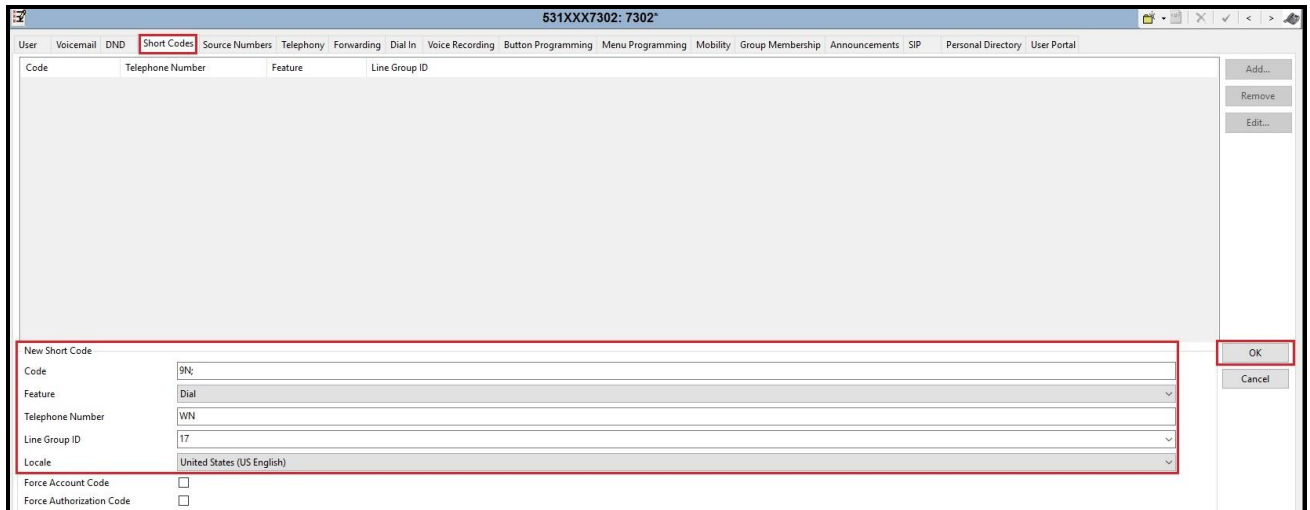 531XXX7302: 7302*
User Voicemail DND Short Codes Source Numbers Telephony Forwarding Dial In Voice Recording Button Programming Menu Programming Mobility Group Membership Announcements SIP Personal Directory User Portal
Code Telephone Number Feature Line Group ID
Add...
Remove
Edit...
New Short Code
OK
Code 9N;
Cancel
Feature Dial
Telephone Number WN
Line Group ID 17
Locale United States (US English)
Force Account Code
Force Authorization Code